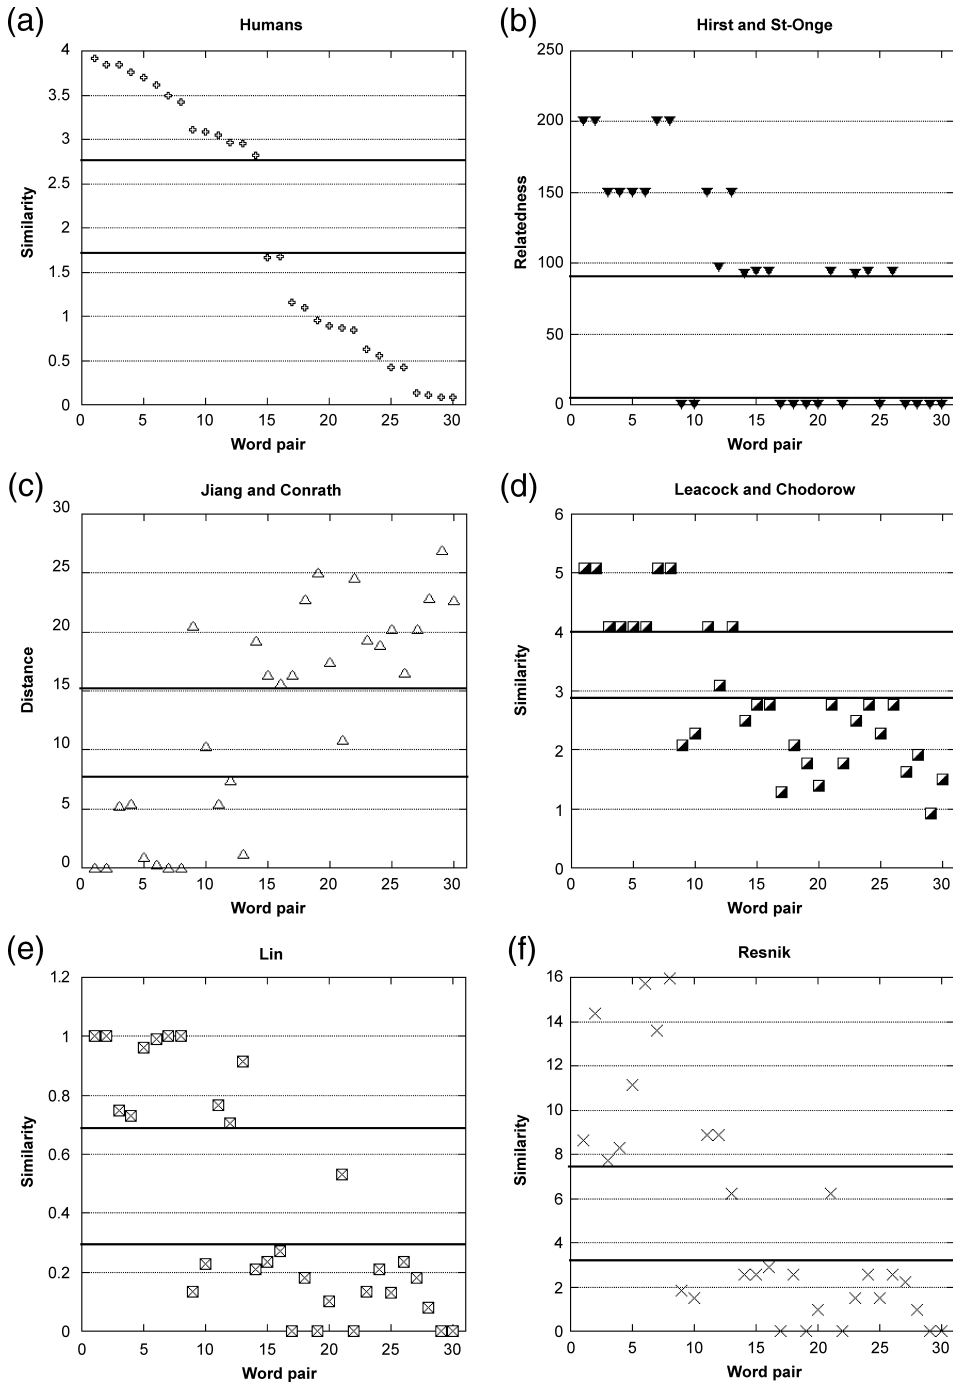 (a) Humans
4
3.5
3
2.5
2
1.5
1
0.5
0
Similarity
0 5 10 15 20 25 30
Word pair
(b) Hirst and St-Onge
250
200
150
100
50
0
Relatedness
0 5 10 15 20 25 30
Word pair
(c) Jiang and Conrath
30
25
20
15
10
5
0
Distance
0 5 10 15 20 25 30
Word pair
(d) Leacock and Chodorow
6
5
4
3
2
1
0
Similarity
0 5 10 15 20 25 30
Word pair
(e) Lin
1.2
1
0.8
0.6
0.4
0.2
0
Similarity
0 5 10 15 20 25 30
Word pair
(f) Resnik
16
14
12
10
8
6
4
2
0
Similarity
0 5 10 15 20 25 30
Word pair